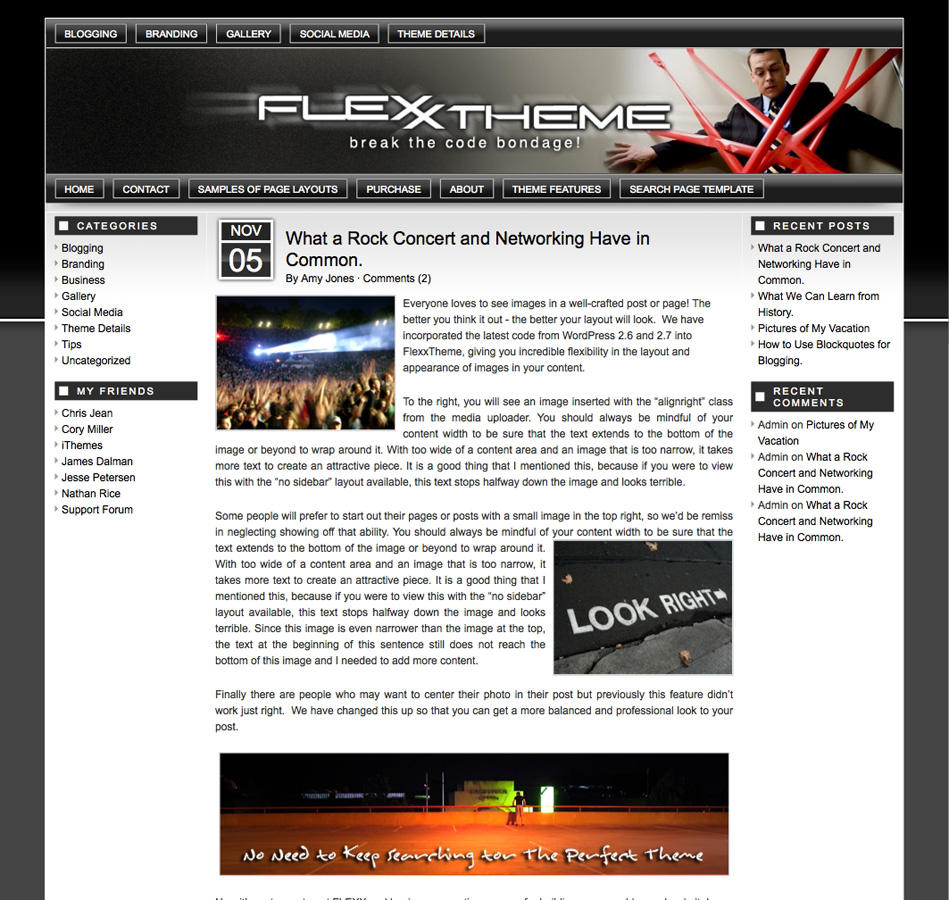 BLOGGING BRANDING GALLERY SOCIAL MEDIA THEME DETAILS
FLEXXTHEME
break the code bondage!
HOME CONTACT SAMPLES OF PAGE LAYOUTS PURCHASE ABOUT THEME FEATURES SEARCH PAGE TEMPLATE
CATEGORIES
Blogging
Branding
Business
Gallery
Social Media
Theme Details
Tips
Uncategorized
MY FRIENDS
Chris Jean
Cory Miller
iThemes
James Dalman
Jesse Petersen
Nathan Rice
Support Forum
NOV
05
What a Rock Concert and Networking Have in
Common.
By Amy Jones · Comments (2)
Everyone loves to see images in a well-crafted post or page! The
better you think it out - the better your layout will look. We have
incorporated the latest code from WordPress 2.6 and 2.7 into
FlexxTheme, giving you incredible flexibility in the layout and
appearance of images in your content.
To the right, you will see an image inserted with the “alignright” class
from the media uploader. You should always be mindful of your
content width to be sure that the text extends to the bottom of the
image or beyond to wrap around it. With too wide of a content area and an image that is too narrow, it takes
more text to create an attractive piece. It is a good thing that I mentioned this, because if you were to view
this with the “no sidebar” layout available, this text stops halfway down the image and looks terrible.
Some people will prefer to start out their pages or posts with a small image in the top right, so we’d be remiss
in neglecting showing off that ability. You should always be mindful of your content width to be sure that the
text extends to the bottom of the image or beyond to wrap around it.
With too wide of a content area and an image that is too narrow, it
takes more text to create an attractive piece. It is a good thing that I
mentioned this, because if you were to view this with the “no sidebar”
layout available, this text stops halfway down the image and looks
terrible. Since this image is even narrower than the image at the top,
the text at the beginning of this sentence still does not reach the
bottom of this image and I needed to add more content.
LOOK RIGHT
Finally there are people who may want to center their photo in their post but previously this feature didn’t
work just right. We have changed this up so that you can get a more balanced and professional look to your
post.
No Need to Keep Searching for The Perfect Theme
RECENT POSTS
What a Rock Concert and
Networking Have in
Common.
What We Can Learn from
History.
Pictures of My Vacation
How to Use Blockquotes for
Blogging.
RECENT
COMMENTS
Admin on Pictures of My
Vacation
Admin on What a Rock
Concert and Networking
Have in Common.
Admin on What a Rock
Concert and Networking
Have in Common.